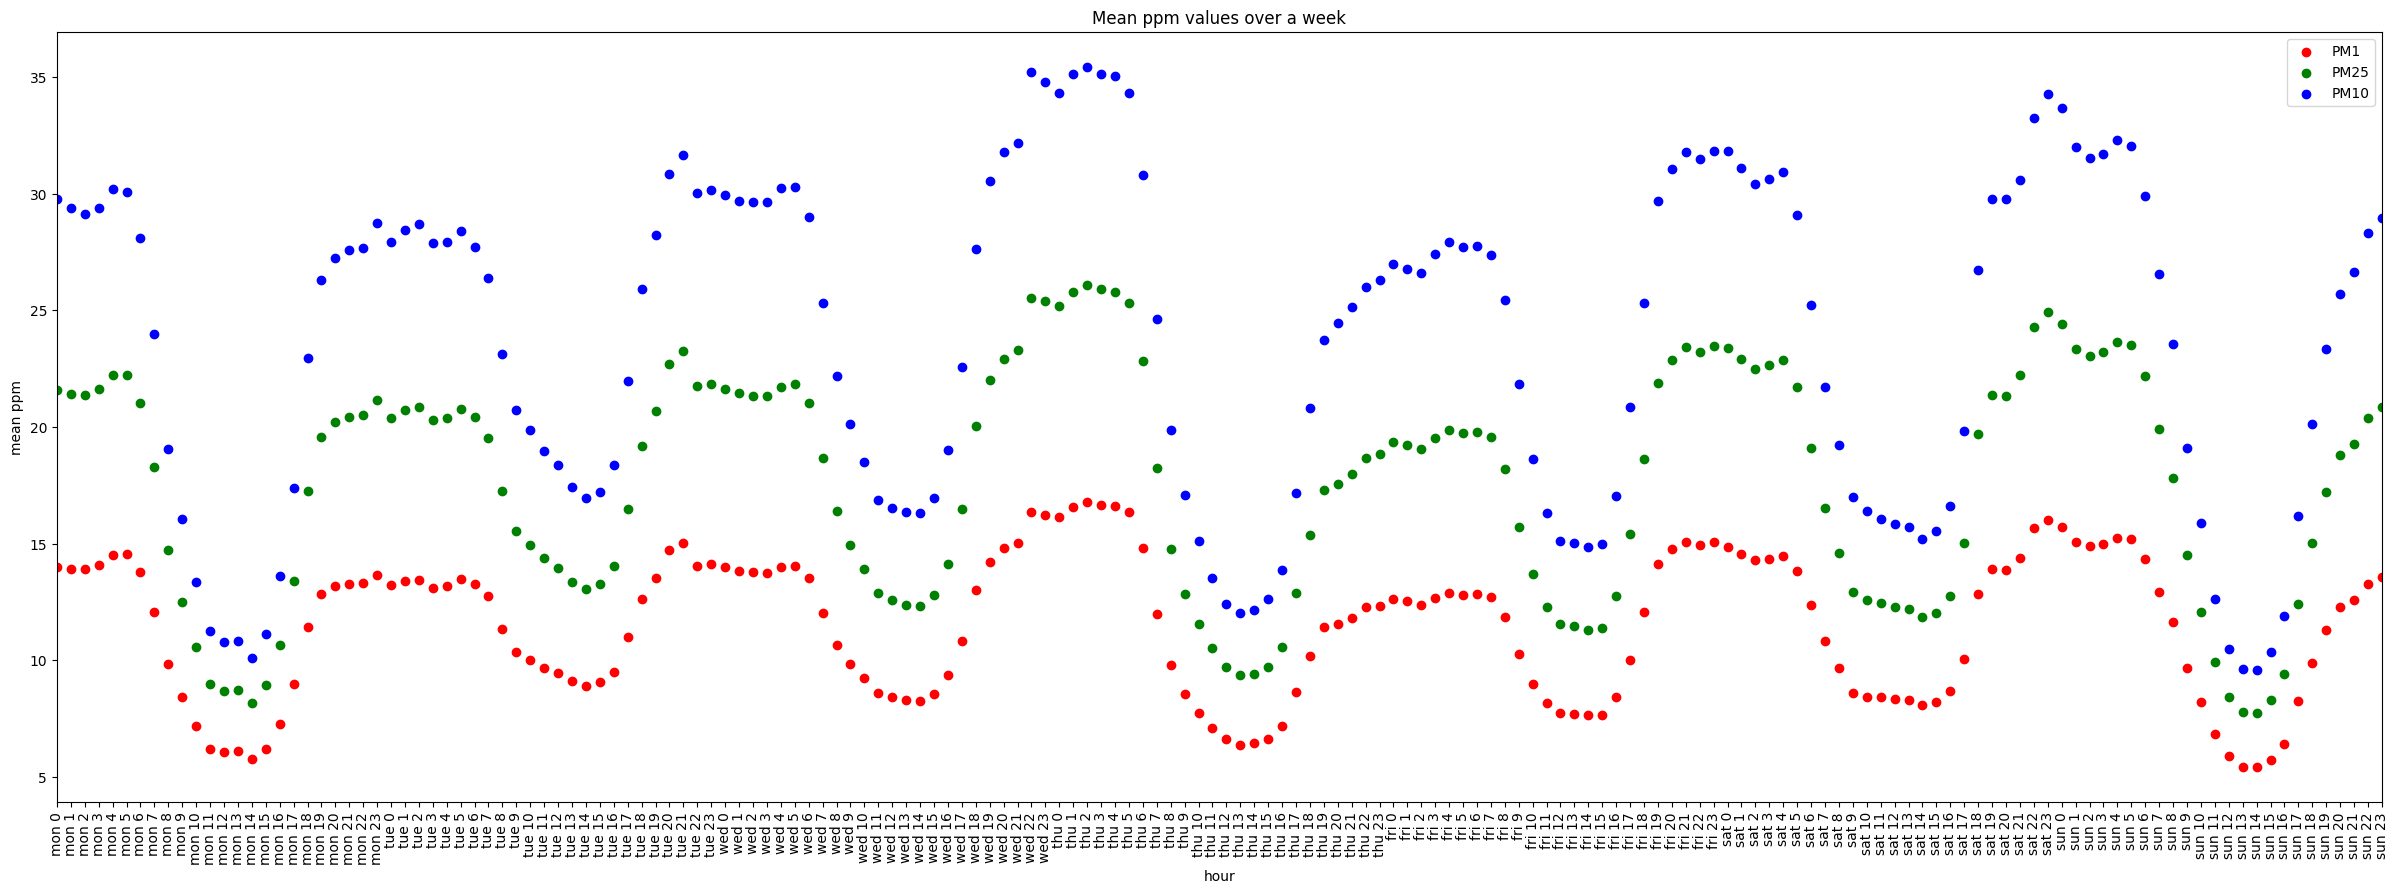 Mean ppm values over a week
PM1
PM25
PM10
35
30
25
20
15
10
5
mean ppm
mon 0
mon 1
mon 2
mon 3
mon 4
mon 5
mon 6
mon 7
mon 8
mon 9
mon 10
mon 11
mon 12
mon 13
mon 14
mon 15
mon 16
mon 17
mon 18
mon 19
mon 20
mon 21
mon 22
mon 23
tue 0
tue 1
tue 2
tue 3
tue 4
tue 5
tue 6
tue 7
tue 8
tue 9
tue 10
tue 11
tue 12
tue 13
tue 14
tue 15
tue 16
tue 17
tue 18
tue 19
tue 20
tue 21
tue 22
tue 23
wed 0
wed 1
wed 2
wed 3
wed 4
wed 5
wed 6
wed 7
wed 8
wed 9
wed 10
wed 11
wed 12
wed 13
wed 14
wed 15
wed 16
wed 17
wed 18
wed 19
wed 20
wed 21
wed 22
wed 23
thu 0
thu 1
thu 2
thu 3
thu 4
thu 5
thu 6
thu 7
thu 8
thu 9
thu 10
thu 11
thu 12
thu 13
thu 14
thu 15
thu 16
thu 17
thu 18
thu 19
thu 20
thu 21
thu 22
thu 23
fri 0
fri 1
fri 2
fri 3
fri 4
fri 5
fri 6
fri 7
fri 8
fri 9
fri 10
fri 11
fri 12
fri 13
fri 14
fri 15
fri 16
fri 17
fri 18
fri 19
fri 20
fri 21
fri 22
fri 23
sat 0
sat 1
sat 2
sat 3
sat 4
sat 5
sat 6
sat 7
sat 8
sat 9
sat 10
sat 11
sat 12
sat 13
sat 14
sat 15
sat 16
sat 17
sat 18
sat 19
sat 20
sat 21
sat 22
sat 23
sun 0
sun 1
sun 2
sun 3
sun 4
sun 5
sun 6
sun 7
sun 8
sun 9
sun 10
sun 11
sun 12
sun 13
sun 14
sun 15
sun 16
sun 17
sun 18
sun 19
sun 20
sun 21
sun 22
sun 23
hour